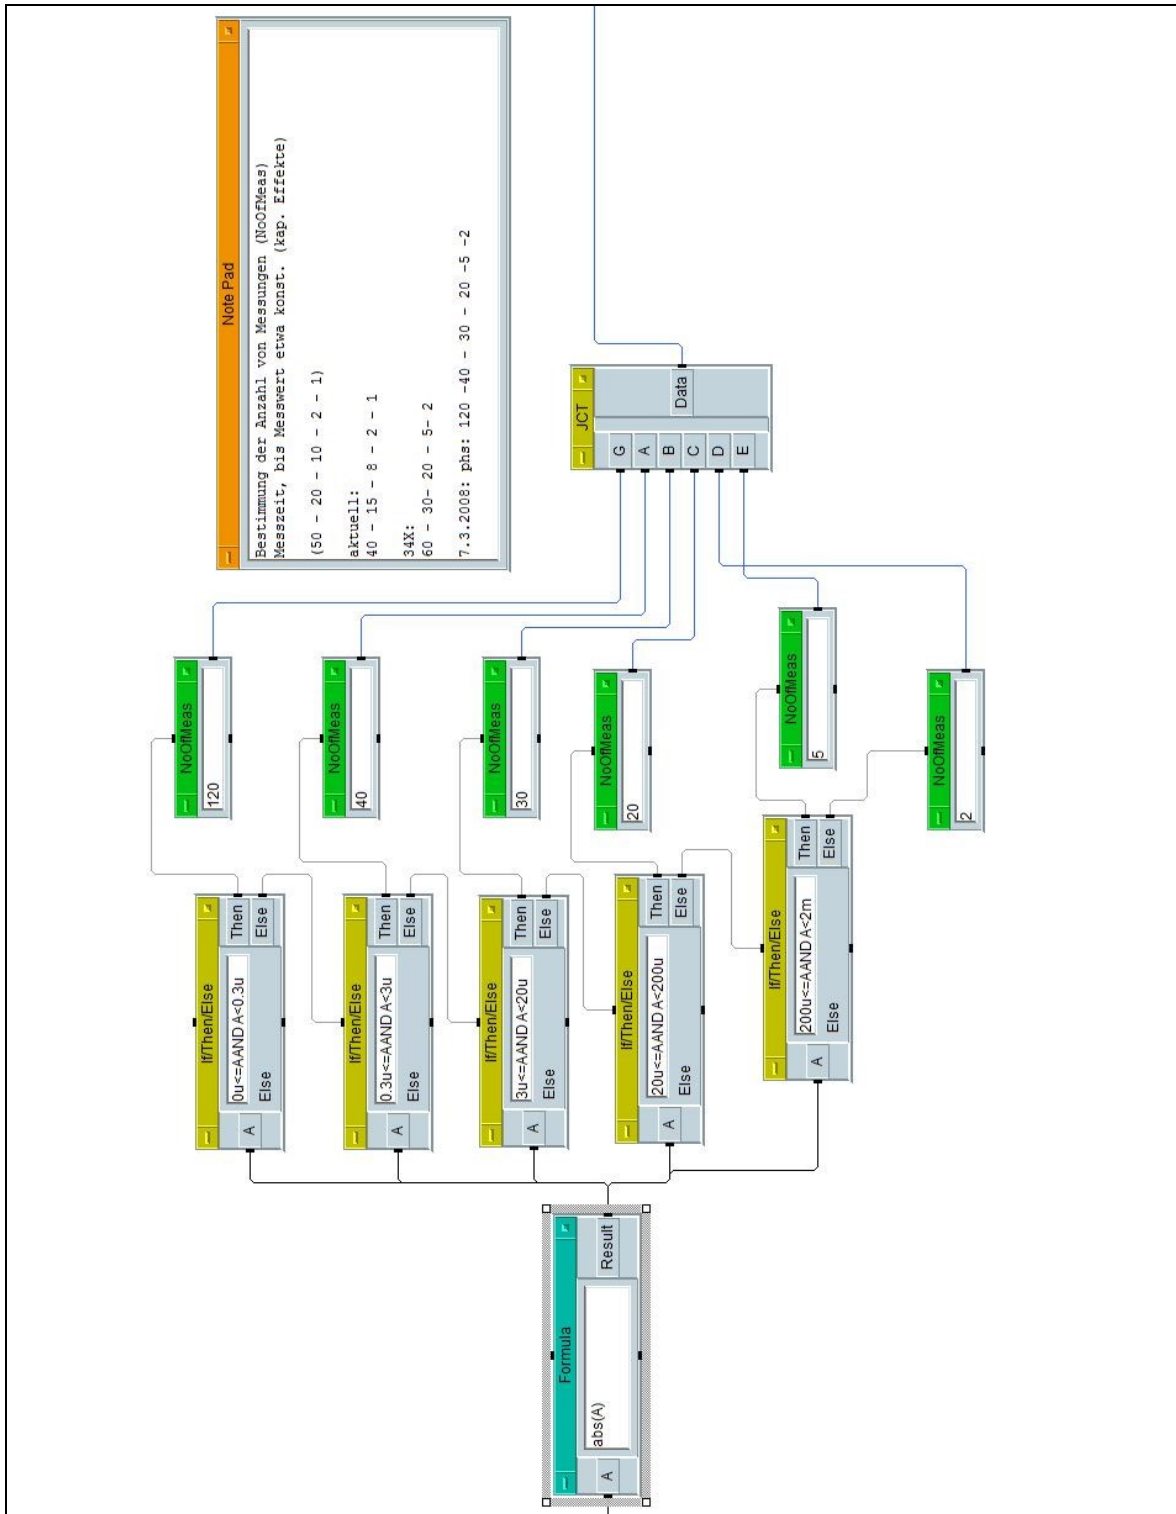 Note Pad
Bestimmung der Anzahl von Messungen (NoOfMeas)
Messzeit, bis Messwert etwa konst. (kap. Effekte)
(50 - 20 - 10 - 2 - 1)
aktuell:
40 - 15 - 8 - 2 - 1
34X:
60 - 30- 20 - 5- 2
7.3.2008: phs: 120 -40 - 30 - 20 -5 -2
If/Then/Else
A
0u<=AAND A<0.3u
Else
Then
Else
NoOfMeas
120
If/Then/Else
A
0.3u<=AAND A<3u
Else
Then
Else
NoOfMeas
40
If/Then/Else
A
3u<=AAND A<20u
Else
Then
Else
NoOfMeas
30
If/Then/Else
A
20u<=AAND A<200u
Else
Then
Else
NoOfMeas
20
If/Then/Else
A
200u<=AAND A<2m
Else
Then
Else
NoOfMeas
5
NoOfMeas
2
JCT
G
A
B
C
D
E
Data
Formula
A
abs(A)
Result